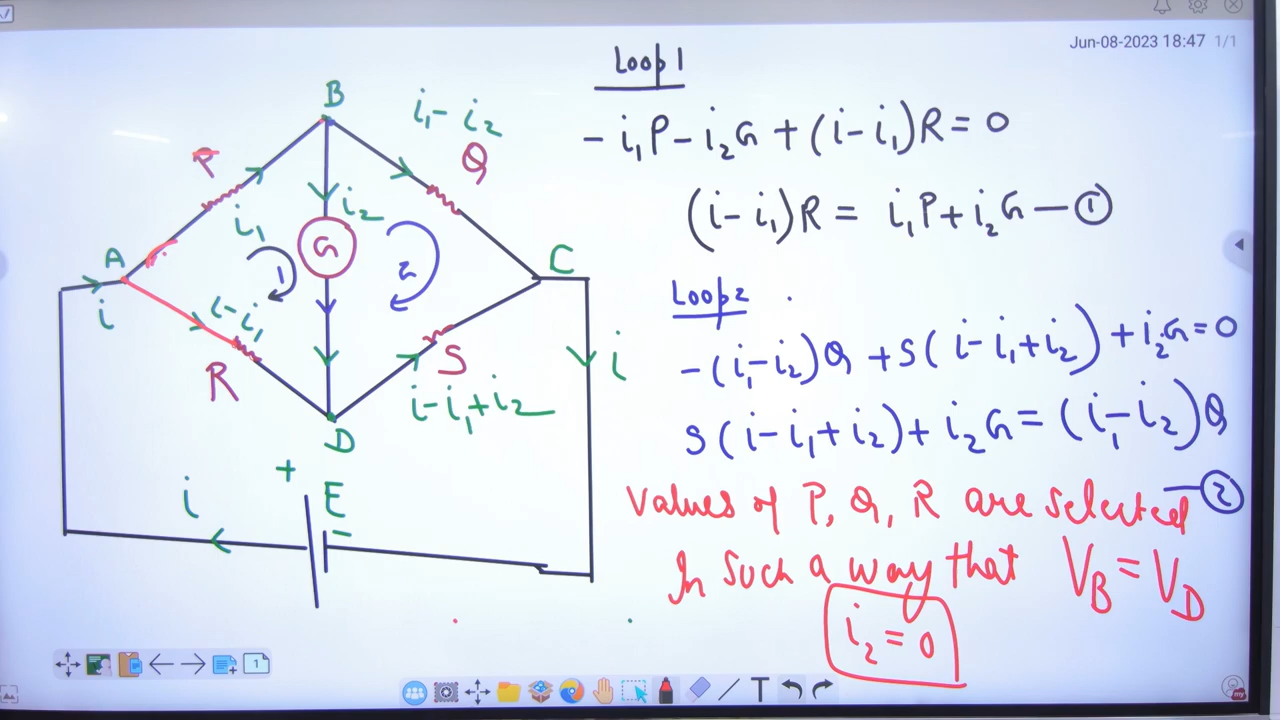 Jun-08-2023 18:47 1/1
Loop 1
- i₁P - i₂G + (i - i₁)R = 0
(i - i₁)R = i₁P + i₂G — ①
Loop 2
- (i₁ - i₂)Q + S(i - i₁ + i₂) + i₂G = 0
S(i - i₁ + i₂) + i₂G = (i₁ - i₂)Q
— ②
Values of P, Q, R are selected
In such a way that V_B = V_D
i₂ = 0
B
i₁ - i₂
P
Q
i₁
i₂
G
A
1
2
C
i
i - i₁
R
S
i
i - i₁ + i₂
D
+
E
-
i
1
T
my